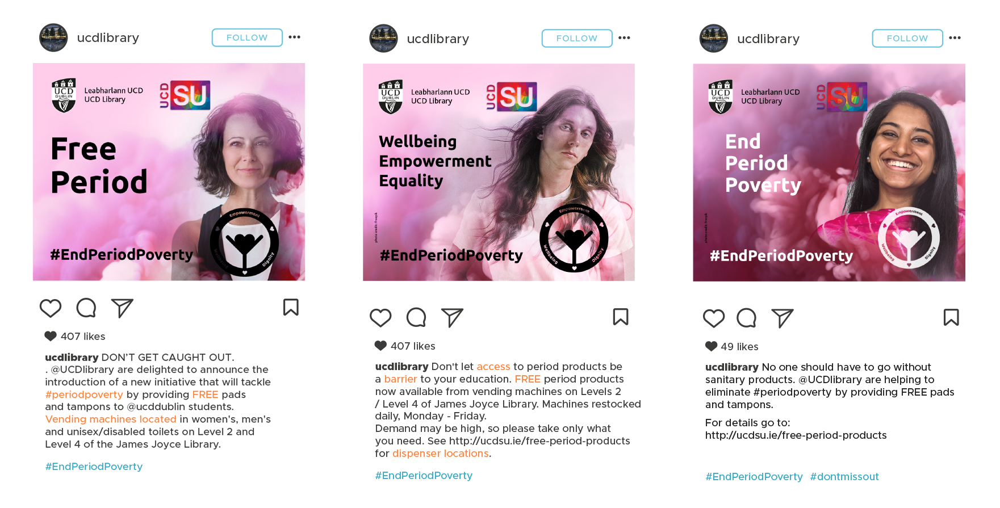 ucdlibrary
FOLLOW
UCD
DUBLIN
Leabharlann UCD
UCD Library
UCD
SU
Free
Period
Empowerment
Wellbeing
Dignity
#EndPeriodPoverty
407 likes
ucdlibrary DON’T GET CAUGHT OUT.
. @UCDlibrary are delighted to announce the
introduction of a new initiative that will tackle
#periodpoverty by providing FREE pads
and tampons to @ucddublin students.
Vending machines located in women's, men's
and unisex/disabled toilets on Level 2 and
Level 4 of the James Joyce Library.
#EndPeriodPoverty
ucdlibrary
FOLLOW
UCD
DUBLIN
Leabharlann UCD
UCD Library
UCD
SU
Wellbeing
Empowerment
Equality
photo credit: freepik
Empowerment
Wellbeing
Dignity
#EndPeriodPoverty
407 likes
ucdlibrary Don't let access to period products be
a barrier to your education. FREE period products
now available from vending machines on Levels 2
/ Level 4 of James Joyce Library. Machines restocked
daily, Monday - Friday.
Demand may be high, so please take only what
you need. See http://ucdsu.ie/free-period-products
for dispenser locations.
#EndPeriodPoverty
ucdlibrary
FOLLOW
UCD
DUBLIN
Leabharlann UCD
UCD Library
UCD
SU
End
Period
Poverty
photo credit: freepik
Empowerment
Wellbeing
Dignity
#EndPeriodPoverty
49 likes
ucdlibrary No one should have to go without
sanitary products. @UCDlibrary are helping to
eliminate #periodpoverty by providing FREE pads
and tampons.
For details go to:
http://ucdsu.ie/free-period-products
#EndPeriodPoverty #dontmissout